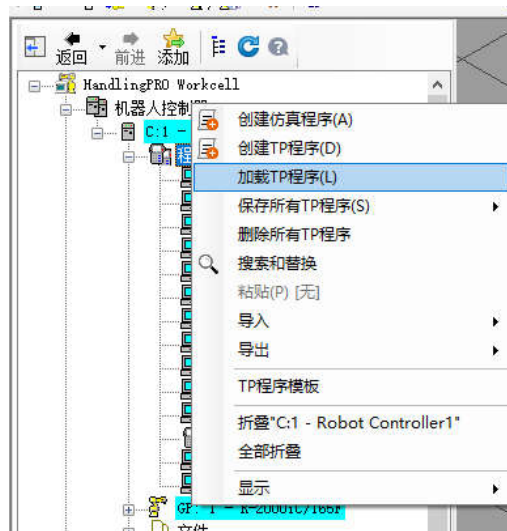 返回 前进 添加
HandlingPRO Workcell
机器人控制器
C:1 -
程
创建仿真程序(A)
创建TP程序(D)
加载TP程序(L)
保存所有TP程序(S)
删除所有TP程序
搜索和替换
粘贴(P) [无]
导入
导出
TP程序模板
折叠"C:1 - Robot Controller1"
全部折叠
显示
GP: 1 - R-2000iC/165F
文件